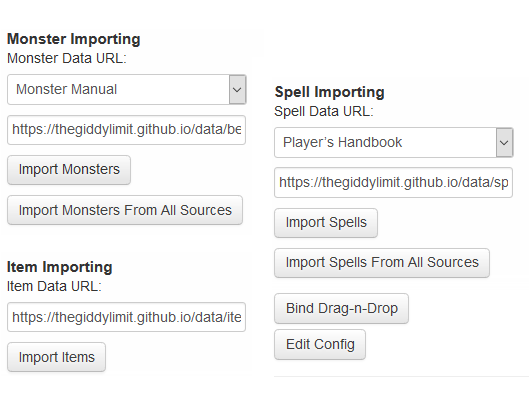 Monster Importing
Monster Data URL:
Monster Manual
https://thegiddylimit.github.io/data/be
Import Monsters
Import Monsters From All Sources
Item Importing
Item Data URL:
https://thegiddylimit.github.io/data/ite
Import Items
Spell Importing
Spell Data URL:
Player's Handbook
https://thegiddylimit.github.io/data/sp
Import Spells
Import Spells From All Sources
Bind Drag-n-Drop
Edit Config